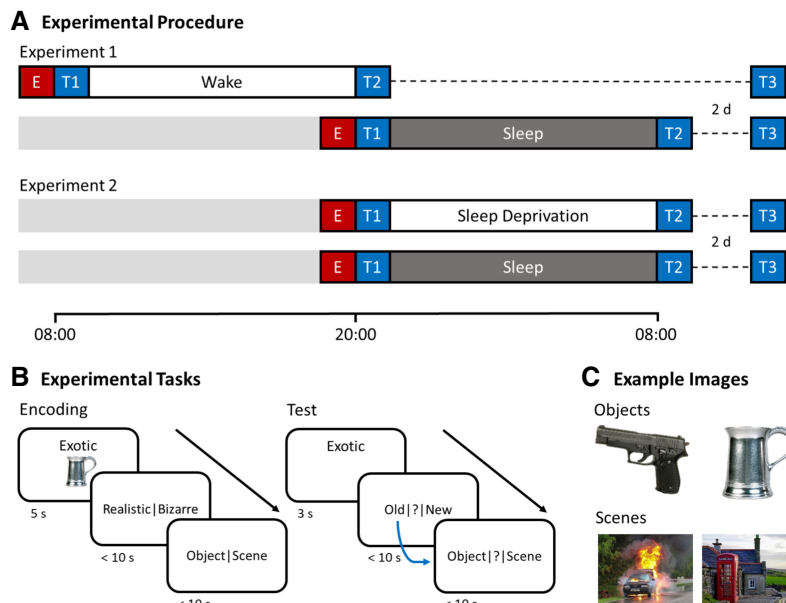 A Experimental Procedure
Experiment 1
E T1 Wake T2 T3
2 d
E T1 Sleep T2 T3
Experiment 2
E T1 Sleep Deprivation T2 T3
2 d
E T1 Sleep T2 T3
08:00 20:00 08:00
B Experimental Tasks
Encoding
Exotic
5 s
Realistic|Bizarre
< 10 s
Object|Scene
< 10 s
Test
Exotic
3 s
Old|?|New
< 10 s
Object|?|Scene
< 10 s
C Example Images
Objects
Scenes